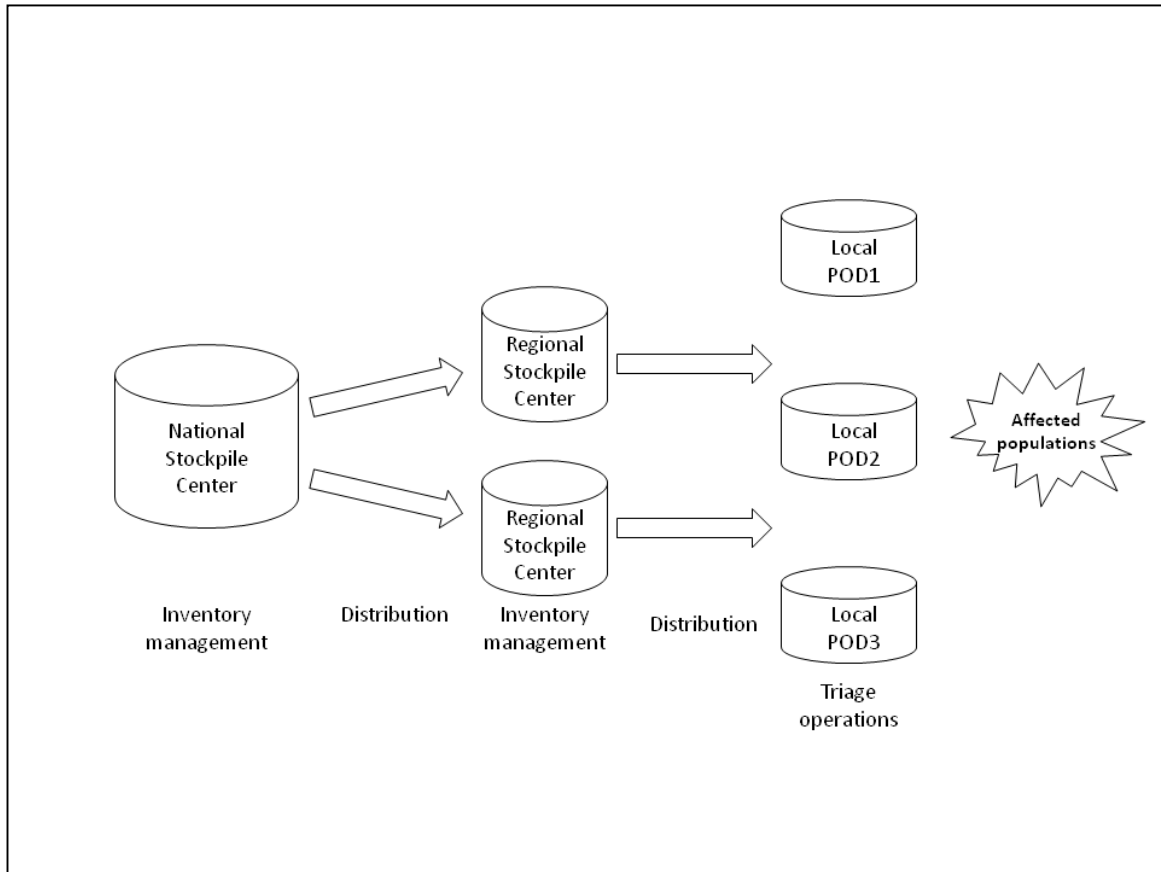 Local
POD1
Regional
Stockpile
Center
National
Stockpile
Center
Local
POD2
Affected
populations
Regional
Stockpile
Center
Local
POD3
Inventory
management
Distribution
Inventory
management
Distribution
Triage
operations